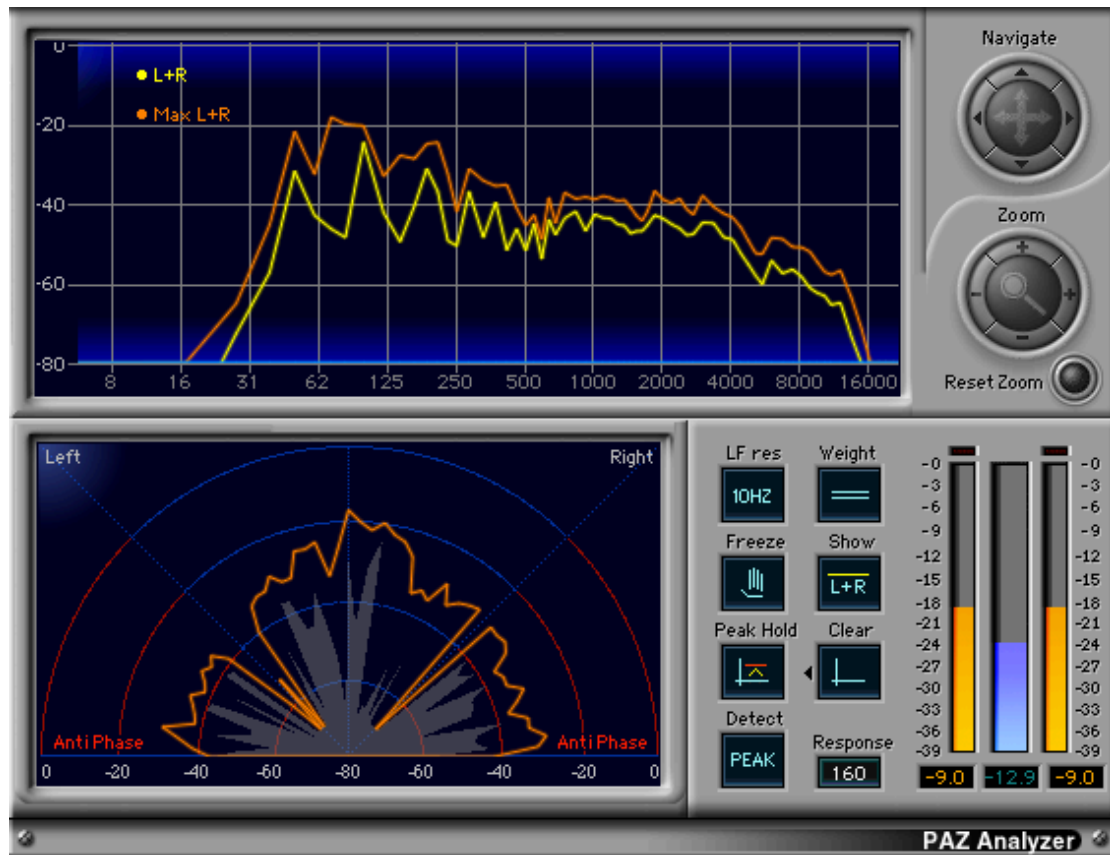 Navigate
0
L+R
Max L+R
-20
-40
-60
-80
8 16 31 62 125 250 500 1000 2000 4000 8000 16000
Zoom
Reset Zoom
Left Right
Anti Phase Anti Phase
0 -20 -40 -60 -80 -60 -40 -20 0
LF res Weight
10HZ
Freeze Show
L+R
Peak Hold Clear
Detect Response
PEAK 160
-0 -0
-3 -3
-6 -6
-9 -9
-12 -12
-15 -15
-18 -18
-21 -21
-24 -24
-27 -27
-30 -30
-33 -33
-36 -36
-39 -39
-9.0 -12.9 -9.0
PAZ Analyzer